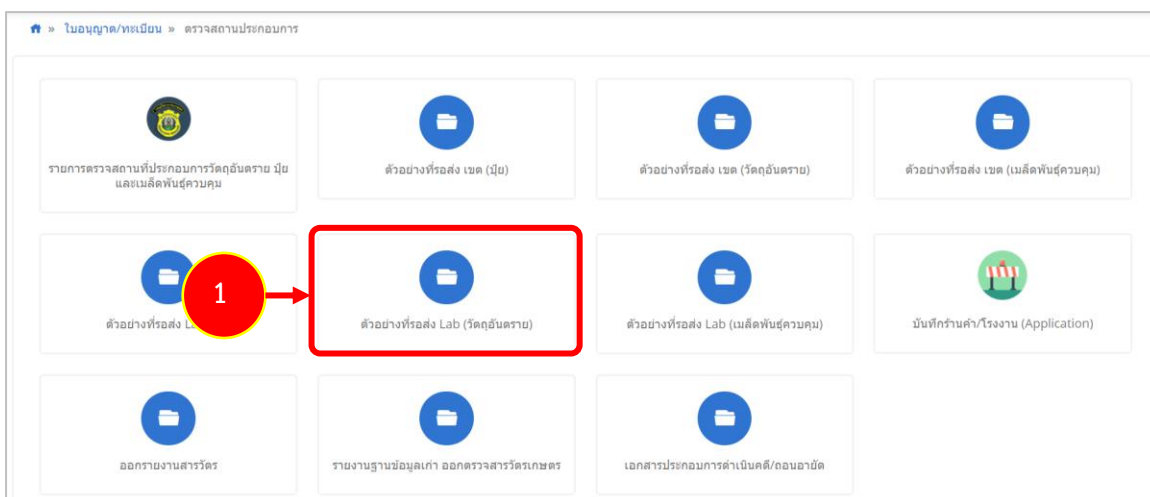 » ใบอนุญาต/ทะเบียน » ตรวจสถานประกอบการ
รายการตรวจสถานที่ประกอบการวัตถุอันตราย ปุ๋ย
และเมล็ดพันธุ์ควบคุม
ตัวอย่างที่รอส่ง เขต (ปุ๋ย)
ตัวอย่างที่รอส่ง เขต (วัตถุอันตราย)
ตัวอย่างที่รอส่ง เขต (เมล็ดพันธุ์ควบคุม)
1
ตัวอย่างที่รอส่ง
ตัวอย่างที่รอส่ง Lab (วัตถุอันตราย)
ตัวอย่างที่รอส่ง Lab (เมล็ดพันธุ์ควบคุม)
บันทึกร้านค้า/โรงงาน (Application)
ออกรายงานสารวัตร
รายงานฐานข้อมูลเก่า ออกตรวจสารวัตรเกษตร
เอกสารประกอบการดำเนินคดี/ถอนอายัด